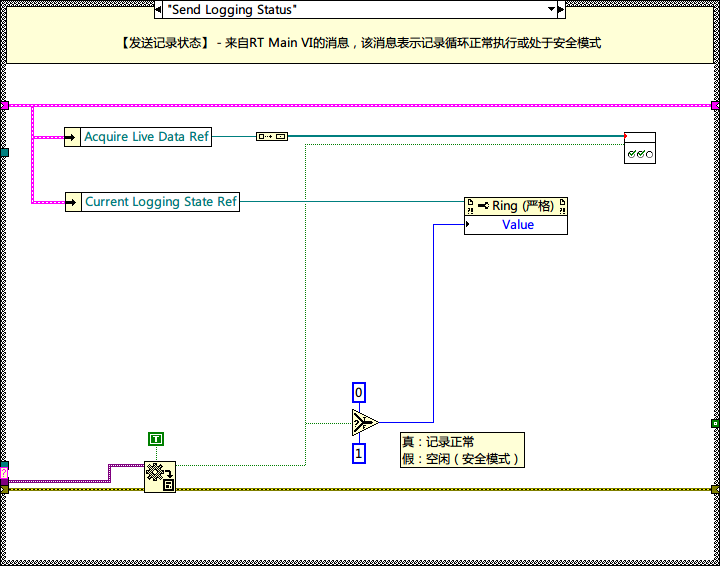 "Send Logging Status"
【发送记录状态】 - 来自RT Main VI的消息，该消息表示记录循环正常执行或处于安全模式
Acquire Live Data Ref
Current Logging State Ref
Ring (严格)
Value
0
1
T
真：记录正常
假：空闲（安全模式）
?